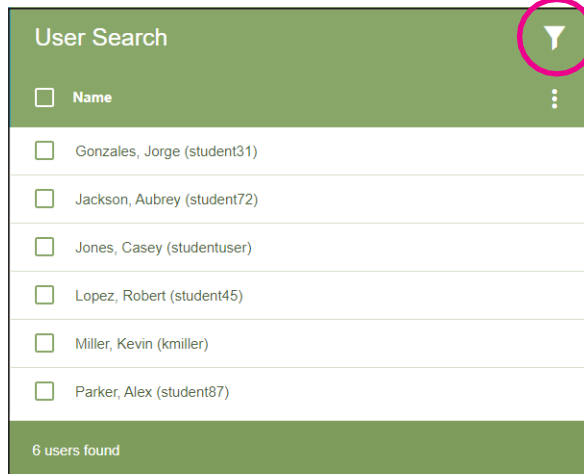 User Search
Name
Gonzales, Jorge (student31)
Jackson, Aubrey (student72)
Jones, Casey (studentuser)
Lopez, Robert (student45)
Miller, Kevin (kmiller)
Parker, Alex (student87)
6 users found